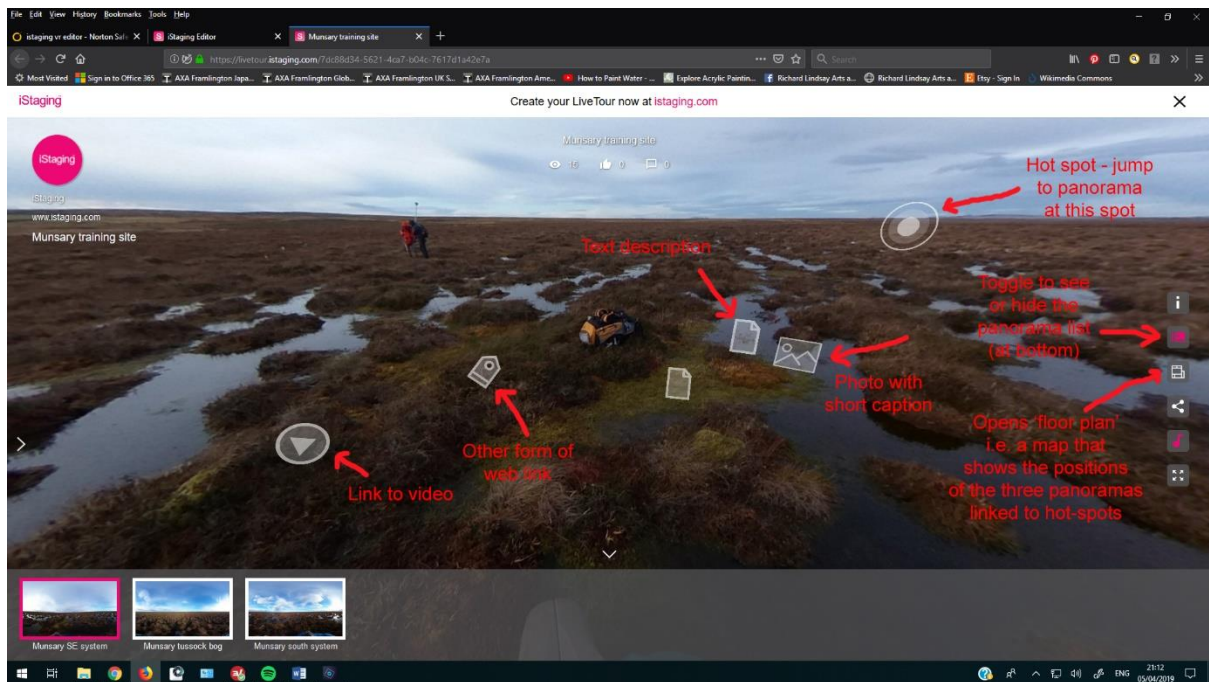 File Edit View History Bookmarks Tools Help
istaging vr editor - Norton Safe
iStaging Editor
Munsary training site
https://livetour.istaging.com/7dc88d34-5621-4ca7-b04c-7617d1a42e7a
Search
Most Visited
Sign in to Office 365
AXA Framlington Japa...
AXA Framlington Glob...
AXA Framlington UK S...
AXA Framlington Ame...
How to Paint Water - ...
Explore Acrylic Paintin...
Richard Lindsay Arts a...
Richard Lindsay Arts a...
Etsy - Sign In
Wikimedia Commons
iStaging
Create your LiveTour now at istaging.com
iStaging
iStaging
www.istaging.com
Munsary training site
Munsary training site
0 0
Hot spot - jump
to panorama
at this spot
Text description
Toggle to see
or hide the
panorama list
(at bottom)
Photo with
short caption
Opens 'floor plan'
i.e. a map that
shows the positions
of the three panoramas
linked to hot-spots
Other form of
web link
Link to video
Munsary SE system
Munsary tussock bog
Munsary south system
ENG
21:12
05/04/2019